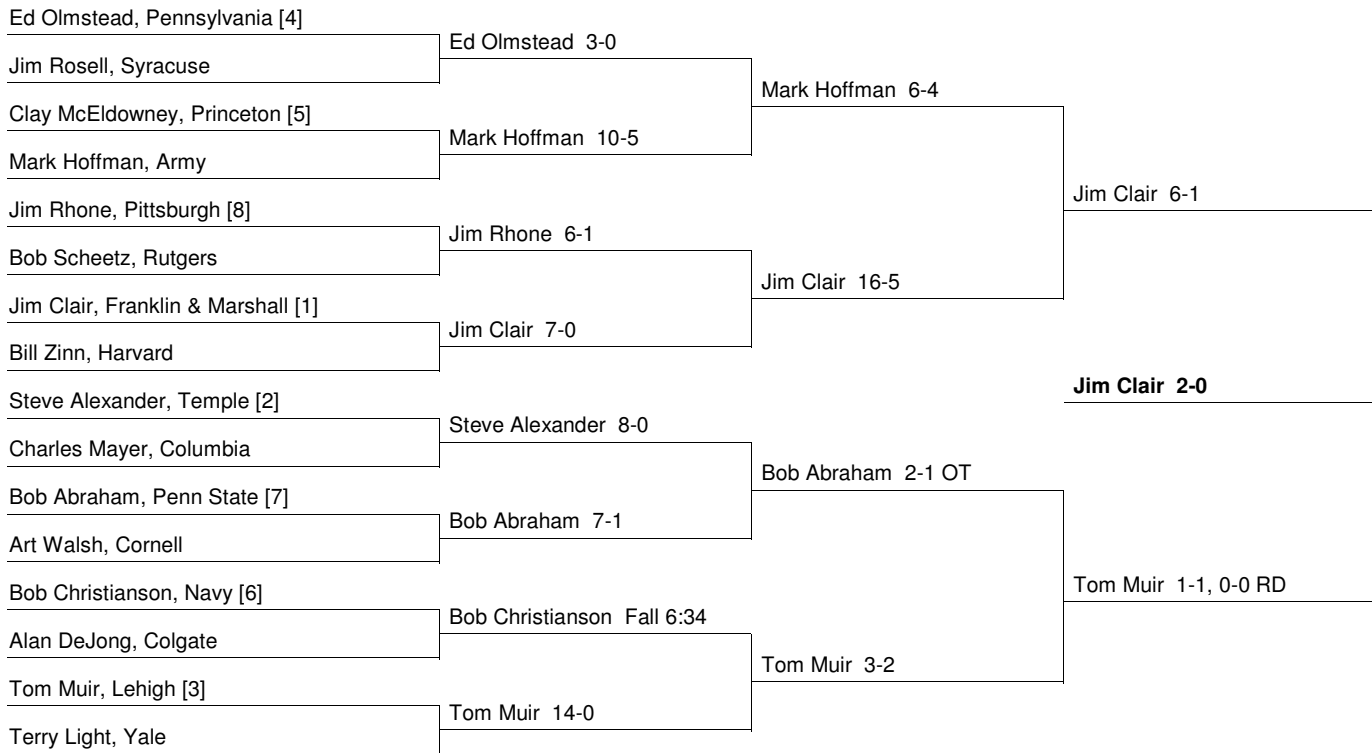 Ed Olmstead, Pennsylvania [4]
Ed Olmstead 3-0
Jim Rosell, Syracuse
Mark Hoffman 6-4
Clay McEldowney, Princeton [5]
Mark Hoffman 10-5
Mark Hoffman, Army
Jim Clair 6-1
Jim Rhone, Pittsburgh [8]
Jim Rhone 6-1
Bob Scheetz, Rutgers
Jim Clair 16-5
Jim Clair, Franklin & Marshall [1]
Jim Clair 7-0
Bill Zinn, Harvard
Jim Clair 2-0
Steve Alexander, Temple [2]
Steve Alexander 8-0
Charles Mayer, Columbia
Bob Abraham 2-1 OT
Bob Abraham, Penn State [7]
Bob Abraham 7-1
Art Walsh, Cornell
Tom Muir 1-1, 0-0 RD
Bob Christianson, Navy [6]
Bob Christianson Fall 6:34
Alan DeJong, Colgate
Tom Muir 3-2
Tom Muir, Lehigh [3]
Tom Muir 14-0
Terry Light, Yale